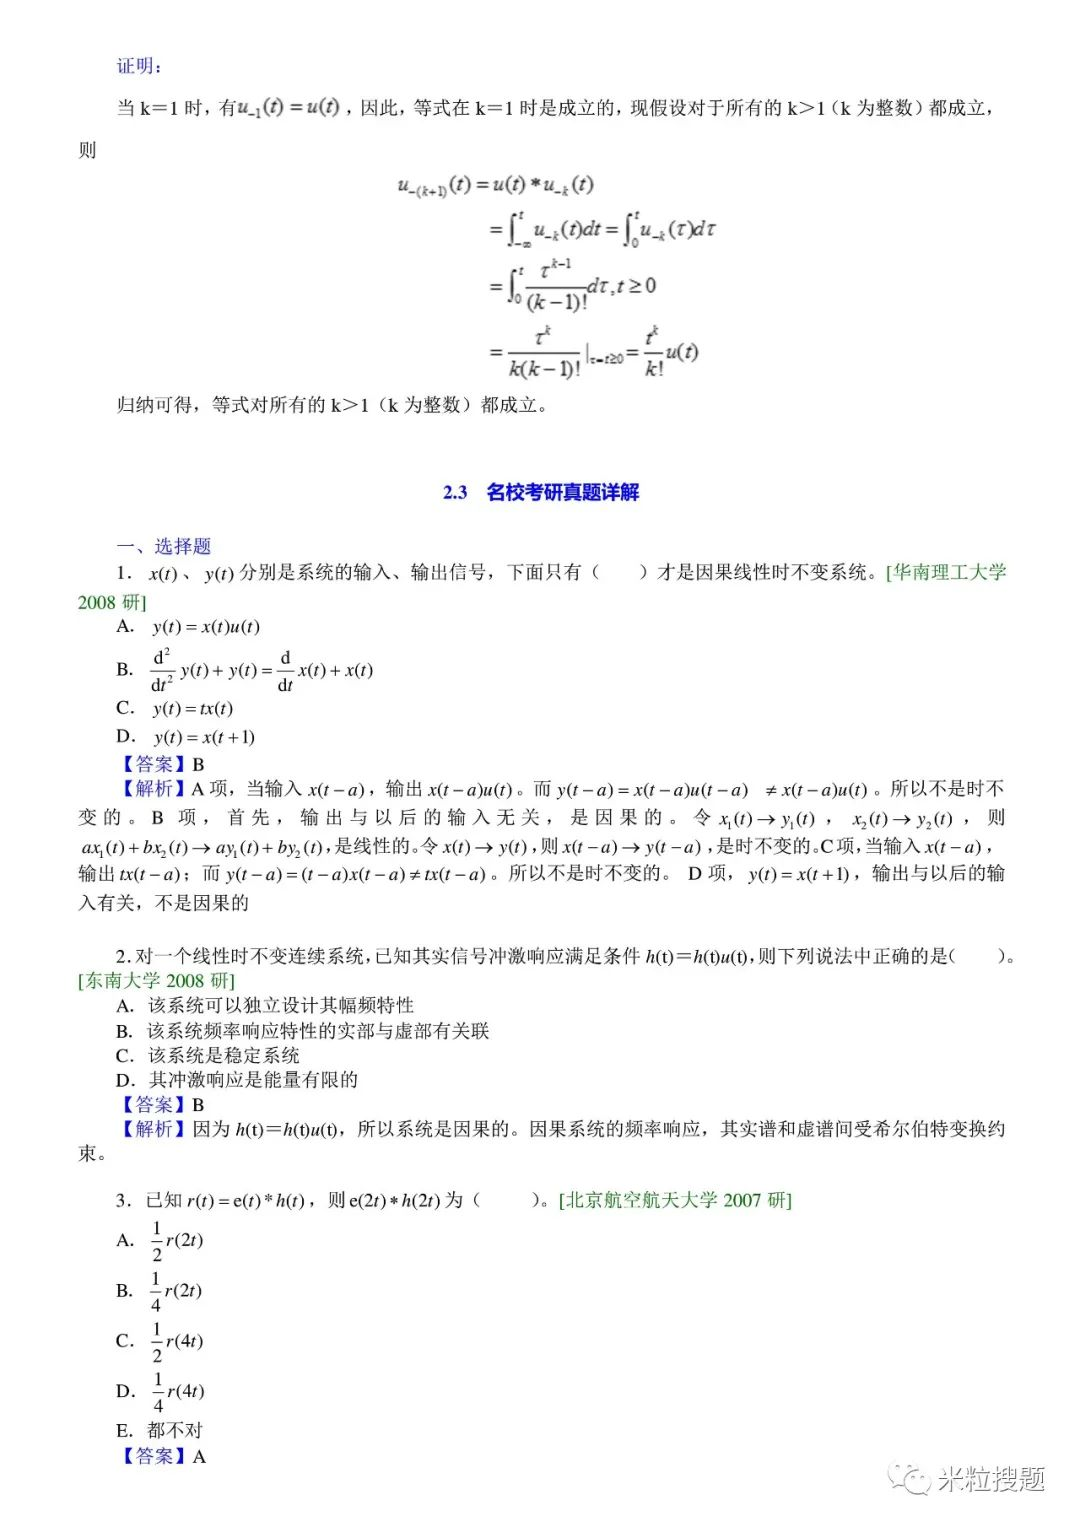 证明：
当 k＝1 时，有u₋₁(t) = u(t)，因此，等式在 k＝1 时是成立的，现假设对于所有的 k＞1（k 为整数）都成立，
则
u_{-(k+1)}(t) = u(t) * u_{-k}(t)
= ∫_{-∞}^{t} u_{-k}(t)dt = ∫_{0}^{t} u_{-k}(τ)dτ
= ∫_{0}^{t} \frac{τ^{k-1}}{(k-1)!}dτ, t ≥ 0
= \frac{τ^{k}}{k(k-1)!} |_{τ=t≥0} = \frac{t^{k}}{k!}u(t)
归纳可得，等式对所有的 k＞1（k 为整数）都成立。
2.3 名校考研真题详解
一、选择题
1． x(t) 、 y(t) 分别是系统的输入、输出信号，下面只有（ ）才是因果线性时不变系统。[华南理工大学
2008 研]
A． y(t) = x(t)u(t)
B． \frac{d²}{dt²} y(t) + y(t) = \frac{d}{dt} x(t) + x(t)
C． y(t) = tx(t)
D． y(t) = x(t+1)
【答案】B
【解析】A 项，当输入 x(t−a)，输出 x(t−a)u(t)。而 y(t−a) = x(t−a)u(t−a) ≠ x(t−a)u(t)。所以不是时不
变的。B 项，首先，输出与以后的输入无关，是因果的。令 x₁(t) → y₁(t)，x₂(t) → y₂(t)，则
ax₁(t) + bx₂(t) → ay₁(t) + by₂(t)，是线性的。令 x(t) → y(t)，则 x(t−a) → y(t−a)，是时不变的。C项，当输入 x(t−a)，
输出 tx(t−a)；而 y(t−a) = (t−a)x(t−a) ≠ tx(t−a)。所以不是时不变的。 D 项，y(t) = x(t+1)，输出与以后的输
入有关，不是因果的
2．对一个线性时不变连续系统，已知其实信号冲激响应满足条件 h(t)＝h(t)u(t)，则下列说法中正确的是（ ）。
[东南大学 2008 研]
A．该系统可以独立设计其幅频特性
B．该系统频率响应特性的实部与虚部有关联
C．该系统是稳定系统
D．其冲激响应是能量有限的
【答案】B
【解析】因为 h(t)＝h(t)u(t)，所以系统是因果的。因果系统的频率响应，其实谱和虚谱间受希尔伯特变换约
束。
3．已知 r(t) = e(t) * h(t)，则 e(2t) * h(2t) 为（ ）。[北京航空航天大学 2007 研]
A． \frac{1}{2} r(2t)
B． \frac{1}{4} r(2t)
C． \frac{1}{2} r(4t)
D． \frac{1}{4} r(4t)
E．都不对
【答案】A
米粒搜题